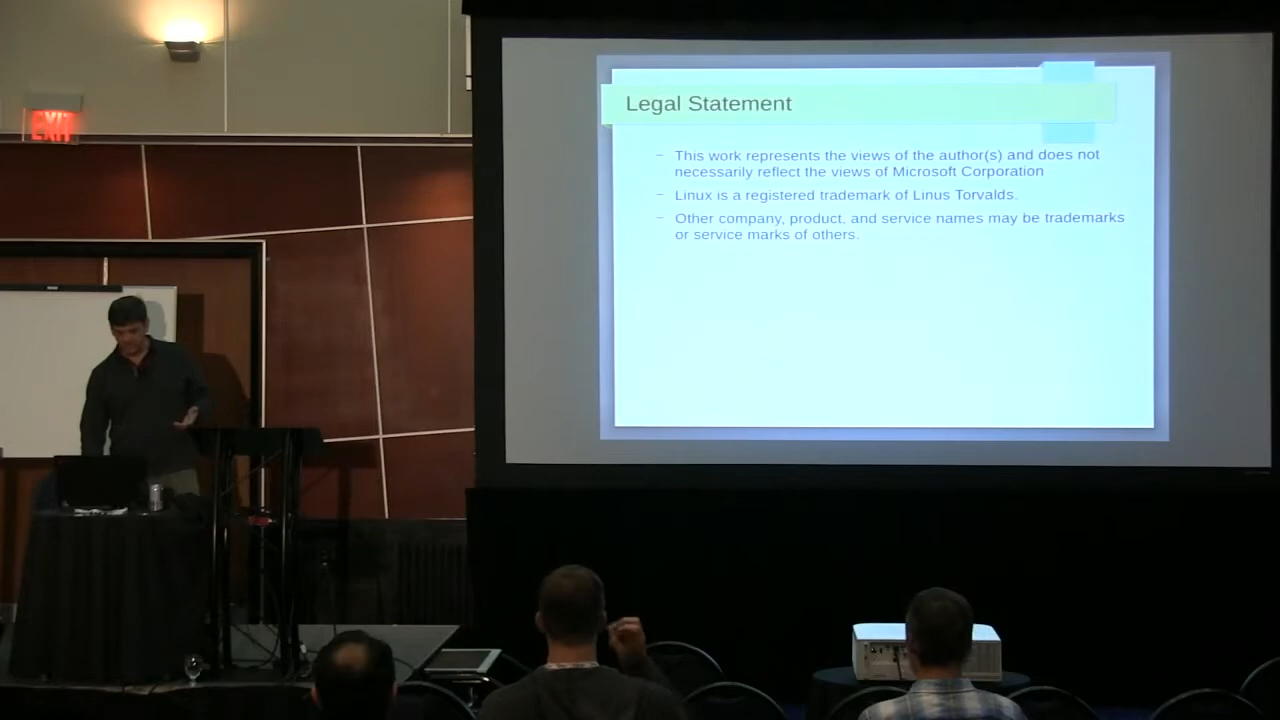 EXIT
Legal Statement
– This work represents the views of the author(s) and does not
necessarily reflect the views of Microsoft Corporation
– Linux is a registered trademark of Linus Torvalds.
– Other company, product, and service names may be trademarks
or service marks of others.